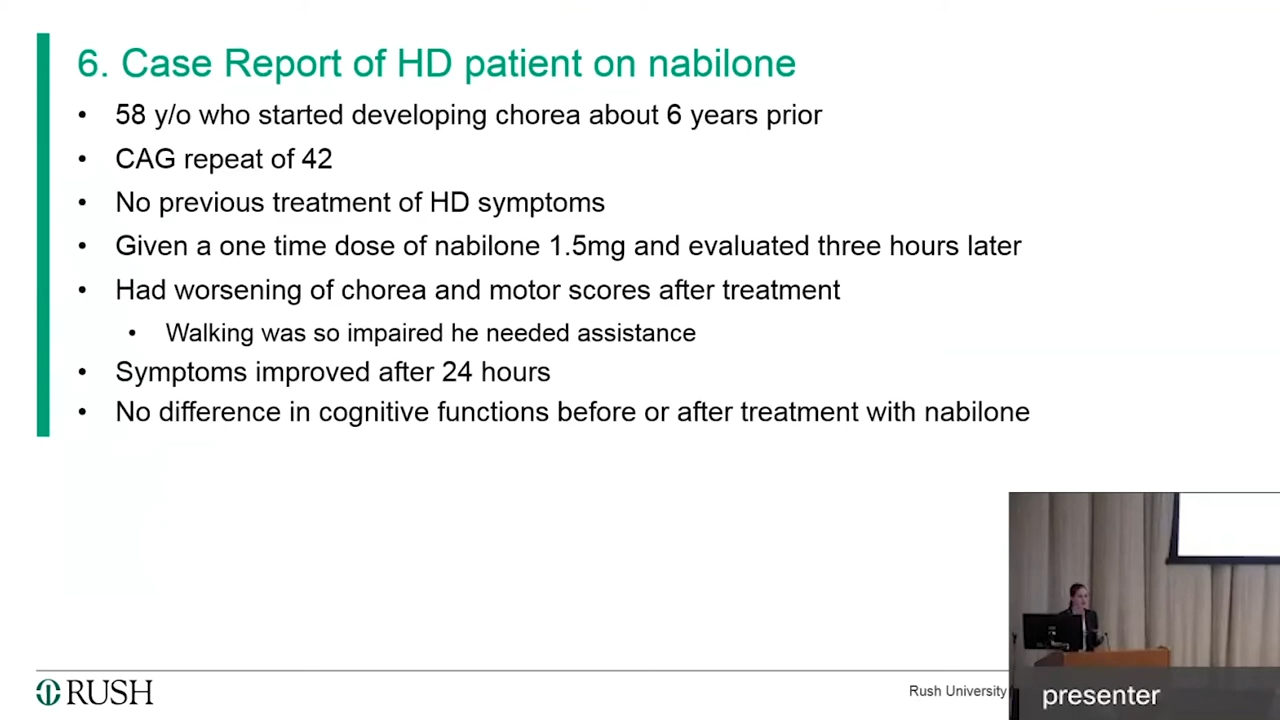 6. Case Report of HD patient on nabilone
• 58 y/o who started developing chorea about 6 years prior
• CAG repeat of 42
• No previous treatment of HD symptoms
• Given a one time dose of nabilone 1.5mg and evaluated three hours later
• Had worsening of chorea and motor scores after treatment
• Walking was so impaired he needed assistance
• Symptoms improved after 24 hours
• No difference in cognitive functions before or after treatment with nabilone
RUSH
Rush University
presenter